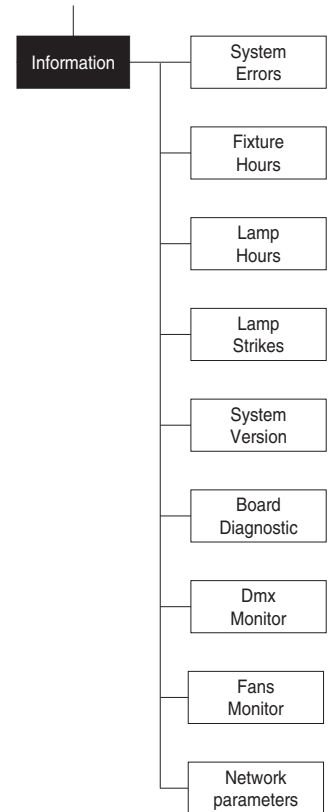 Information
System
Errors
Fixture
Hours
Lamp
Hours
Lamp
Strikes
System
Version
Board
Diagnostic
Dmx
Monitor
Fans
Monitor
Network
parameters